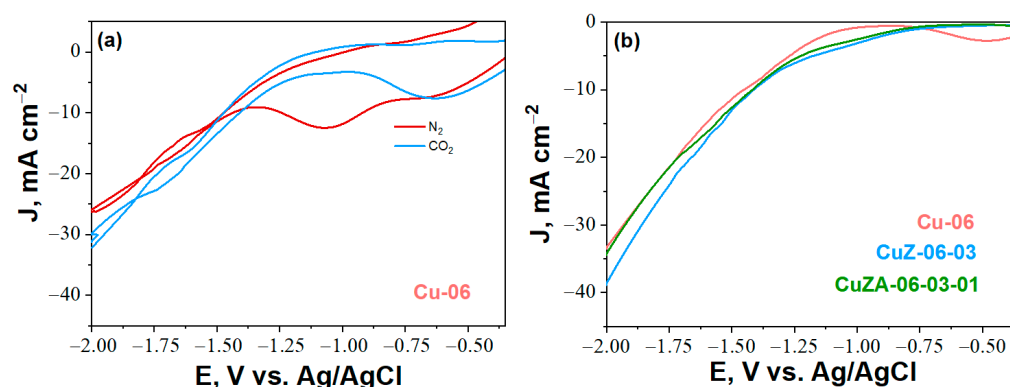 (a)
0
−10
−20
−30
−40
J, mA cm⁻²
N₂
CO₂
Cu-06
−2.00 −1.75 −1.50 −1.25 −1.00 −0.75 −0.50
E, V vs. Ag/AgCl
(b)
0
−10
−20
−30
−40
J, mA cm⁻²
Cu-06
CuZ-06-03
CuZA-06-03-01
−2.00 −1.75 −1.50 −1.25 −1.00 −0.75 −0.50
E, V vs. Ag/AgCl